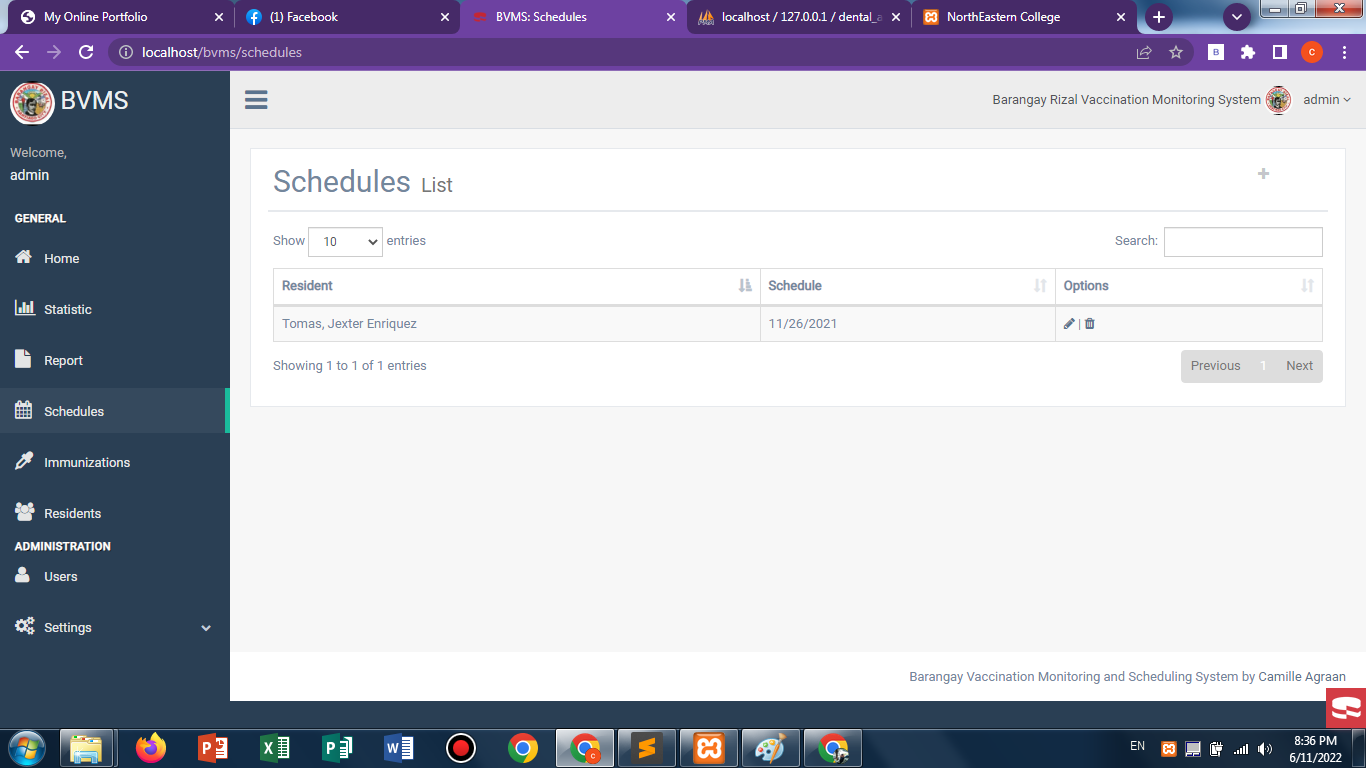 My Online Portfolio
(1) Facebook
BVMS: Schedules
localhost / 127.0.0.1 / dental_a
NorthEastern College
localhost/bvms/schedules
B
C
BVMS
Barangay Rizal Vaccination Monitoring System
admin
Welcome,
admin
GENERAL
Home
Statistic
Report
Schedules
Immunizations
Residents
ADMINISTRATION
Users
Settings
Schedules List
Show 10 entries
Search:
Resident Schedule Options
Tomas, Jexter Enriquez 11/26/2021 |
Showing 1 to 1 of 1 entries
Previous 1 Next
Barangay Vaccination Monitoring and Scheduling System by Camille Agraan
EN
8:36 PM
6/11/2022